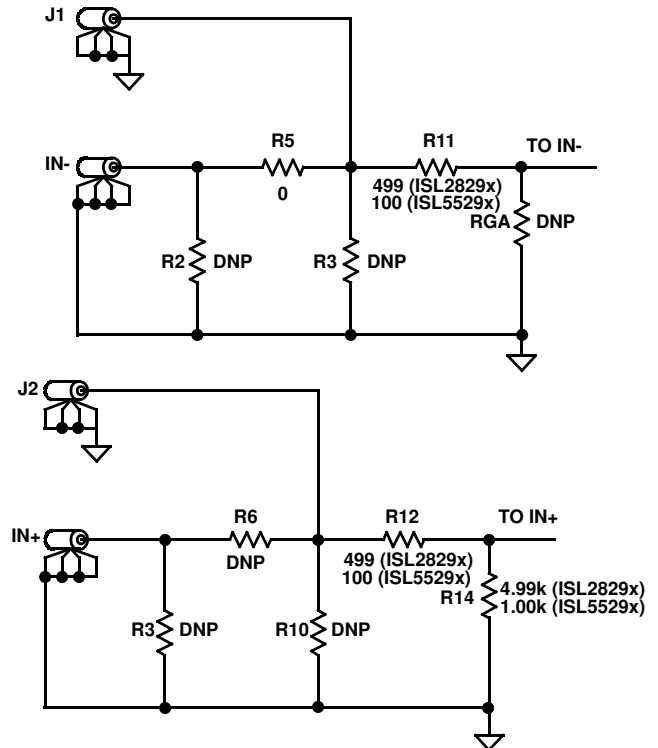 J1
IN-
R5
0
R11
499 (ISL2829x)
100 (ISL5529x)
TO IN-
RGA DNP
R2 DNP
R3 DNP
J2
IN+
R6
DNP
R12
499 (ISL2829x)
100 (ISL5529x)
TO IN+
R14
4.99k (ISL2829x)
1.00k (ISL5529x)
R3 DNP
R10 DNP